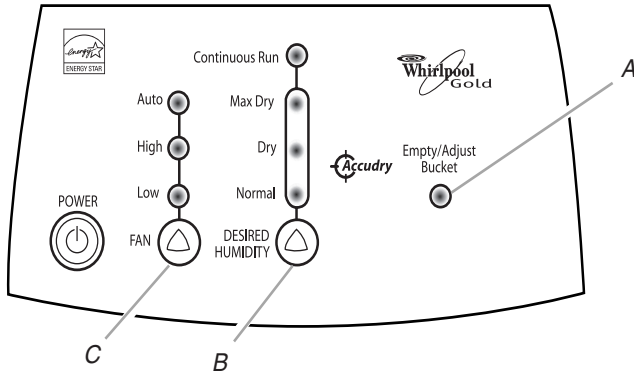 energy
ENERGY STAR
Continuous Run
Whirlpool
Gold
Auto
Max Dry
High
Dry
Accudry
Empty/Adjust
Bucket
Low
Normal
POWER
FAN
DESIRED
HUMIDITY
A
B
C